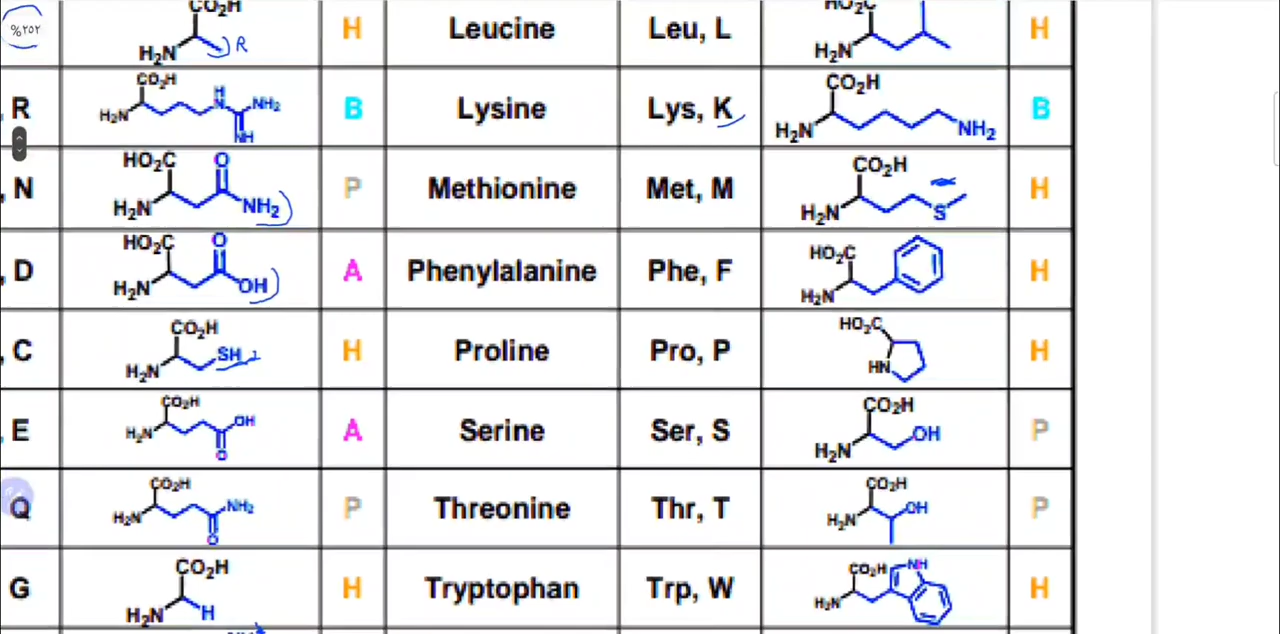 %٢٥٢
CO₂H H₂N R H Leucine Leu, L HO₂C H₂N H
, R CO₂H H₂N H N NH₂ NH B Lysine Lys, K CO₂H H₂N NH₂ B
, N HO₂C O H₂N NH₂ P Methionine Met, M CO₂H H₂N S H
, D HO₂C O H₂N OH A Phenylalanine Phe, F HO₂C H₂N H
, C CO₂H H₂N SH H Proline Pro, P HO₂C HN H
, E CO₂H H₂N OH O A Serine Ser, S CO₂H H₂N OH P
Q CO₂H H₂N NH₂ O P Threonine Thr, T CO₂H H₂N OH P
G CO₂H H₂N H H Tryptophan Trp, W CO₂H H₂N NH H